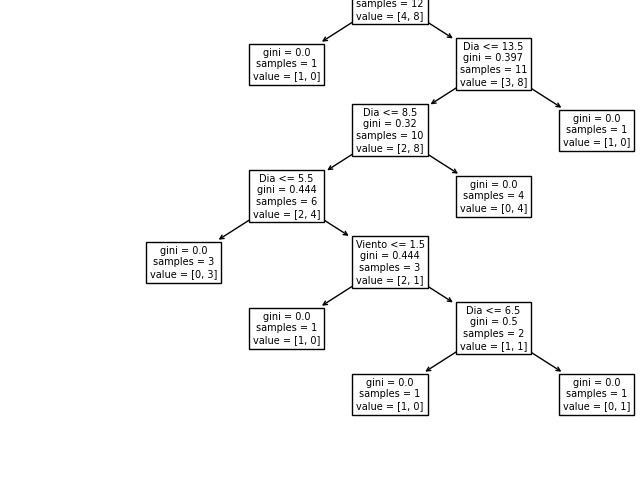 samples = 12
value = [4, 8]
gini = 0.0
samples = 1
value = [1, 0]
Dia <= 13.5
gini = 0.397
samples = 11
value = [3, 8]
Dia <= 8.5
gini = 0.32
samples = 10
value = [2, 8]
gini = 0.0
samples = 1
value = [1, 0]
Dia <= 5.5
gini = 0.444
samples = 6
value = [2, 4]
gini = 0.0
samples = 4
value = [0, 4]
gini = 0.0
samples = 3
value = [0, 3]
Viento <= 1.5
gini = 0.444
samples = 3
value = [2, 1]
gini = 0.0
samples = 1
value = [1, 0]
Dia <= 6.5
gini = 0.5
samples = 2
value = [1, 1]
gini = 0.0
samples = 1
value = [1, 0]
gini = 0.0
samples = 1
value = [0, 1]